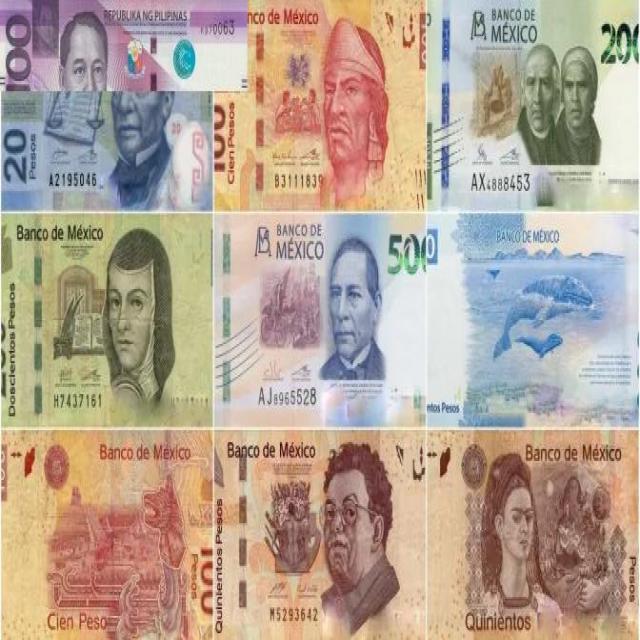 100
REPUBLIKA NG PILIPINAS
20
Pesos
A2195046
nco de México
100
Cien Pesos
B3111839
BANCO DE
MÉXICO
200
AX4888453
Banco de México
Doscientos Pesos
H7437161
BANCO DE
MÉXICO
500
AJ8965528
BANCO DE MÉXICO
ntos Pesos
Banco de México
100
Pesos
Cien Peso
Banco de México
Quinientos Pesos
M5293642
Banco de México
Pesos
Quinientos